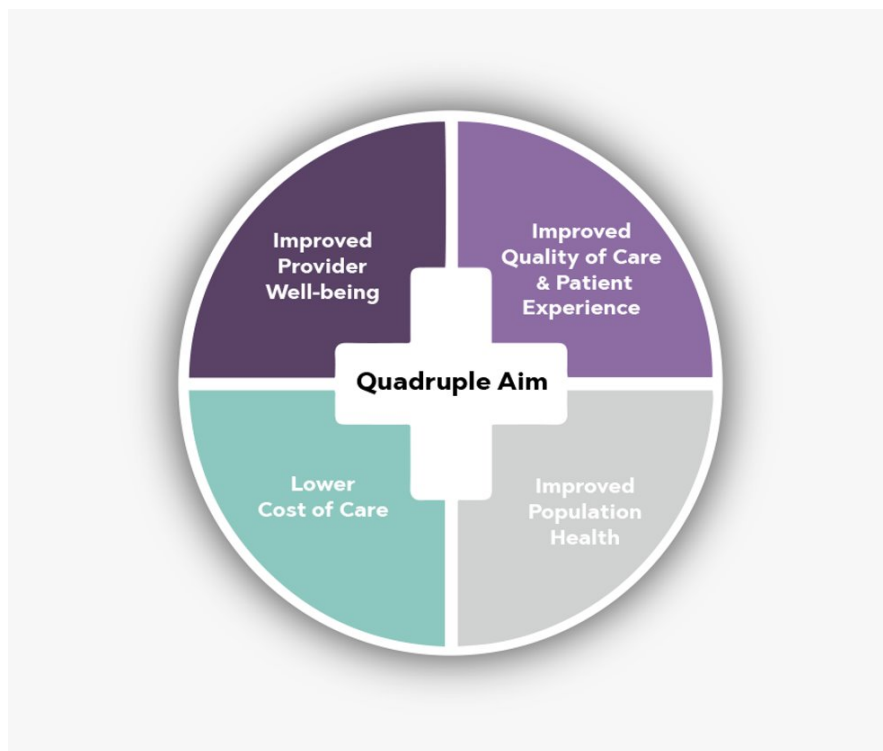 Improved
Provider
Well-being
Improved
Quality of Care
& Patient
Experience
Quadruple Aim
Lower
Cost of Care
Improved
Population
Health